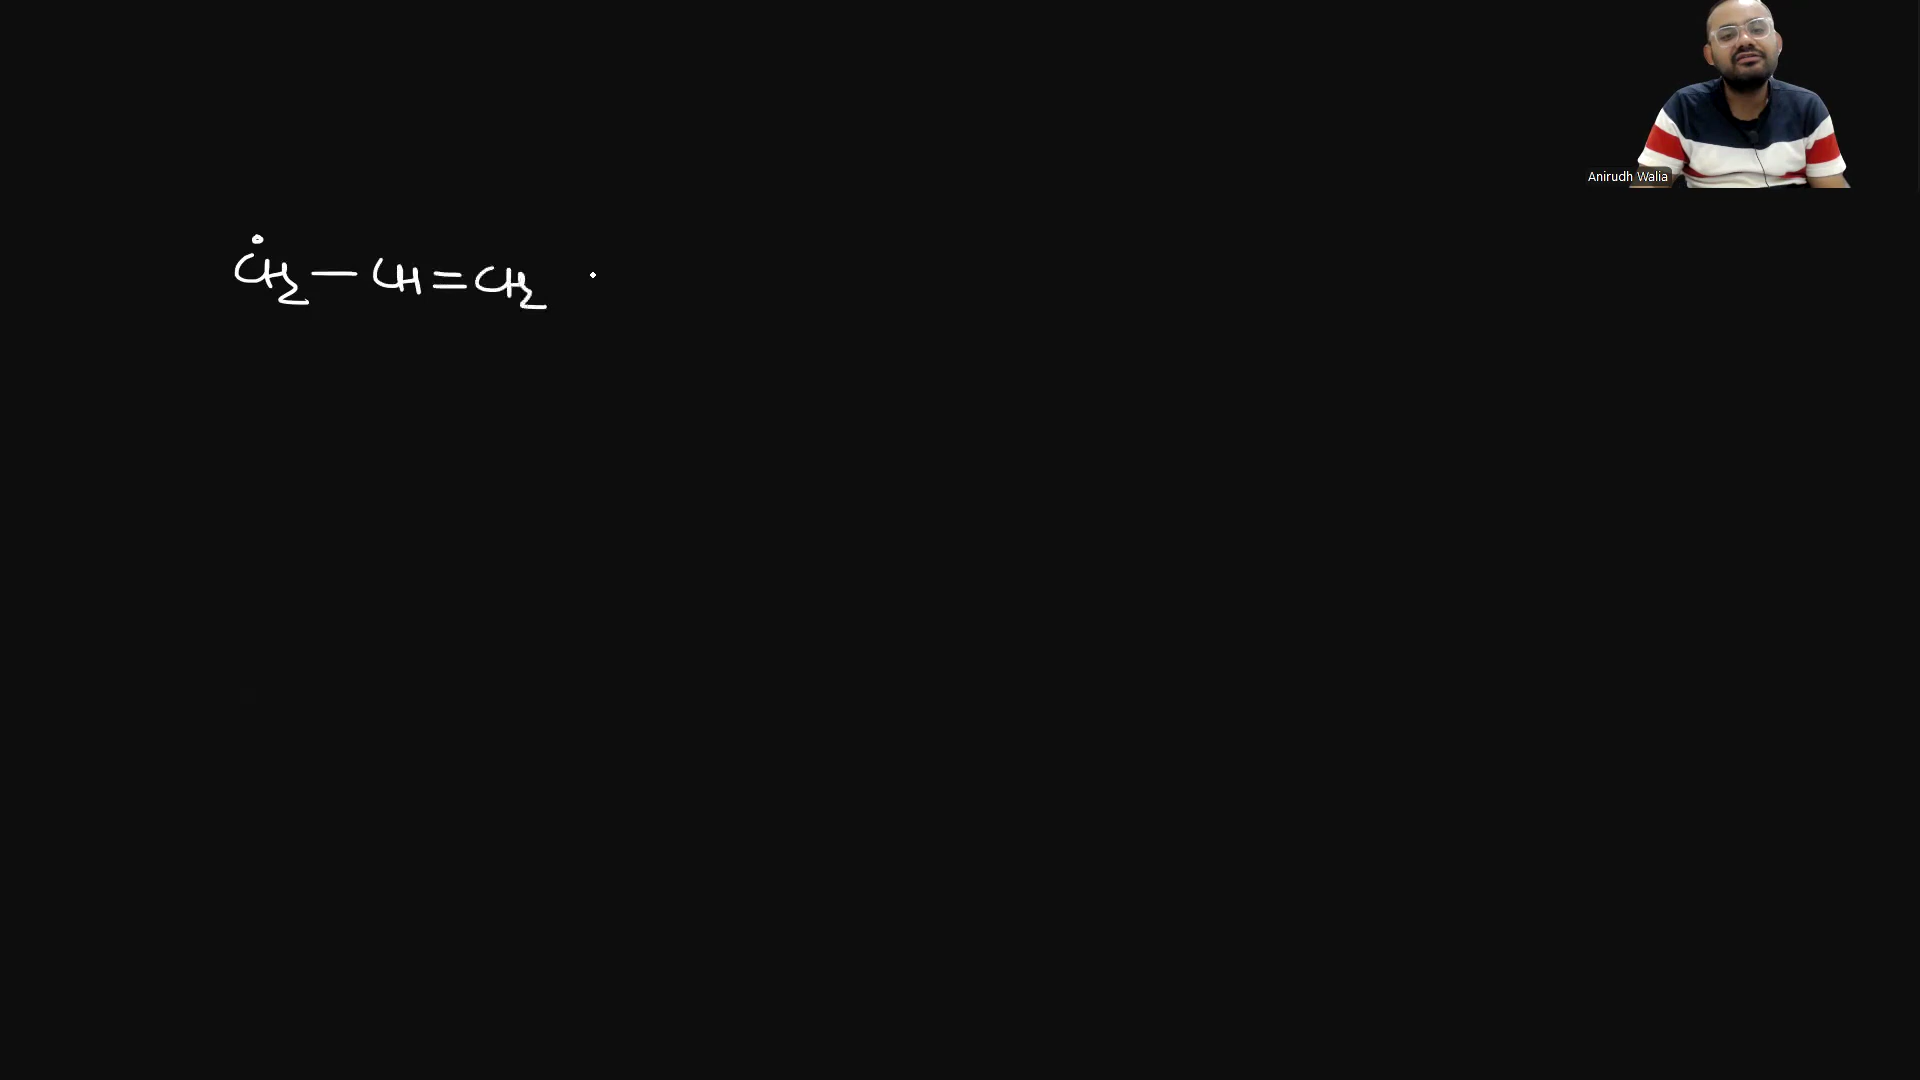 Anirudh Walia
ĊH₂ — CH = CH₂